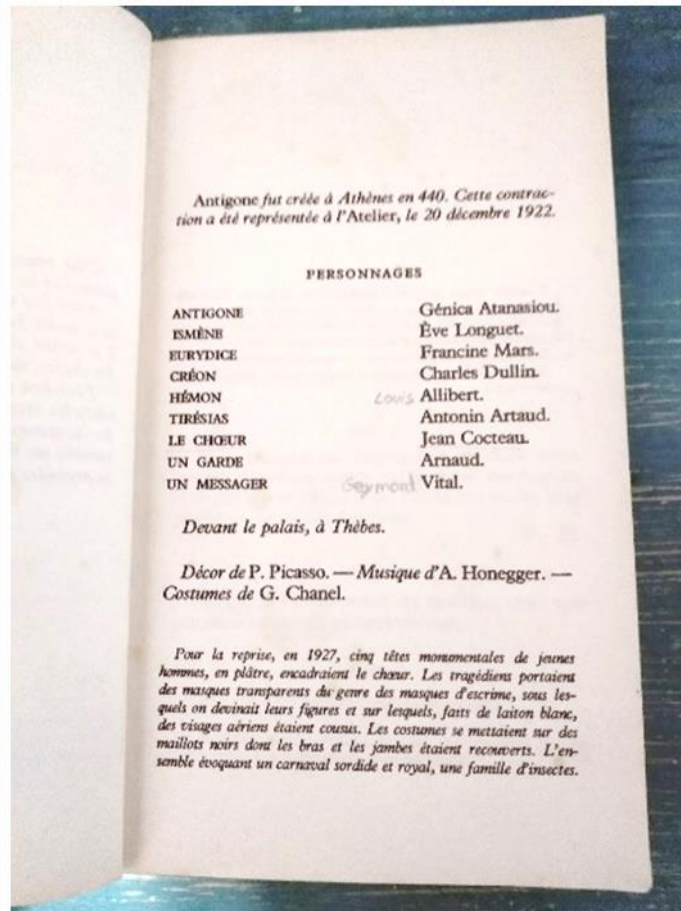 Antigone fut créée à Athènes en 440. Cette contrac-
tion a été représentée à l'Atelier, le 20 décembre 1922.
PERSONNAGES
ANTIGONE Génica Atanasiou.
ISMÈNE Ève Longuet.
EURYDICE Francine Mars.
CRÉON Charles Dullin.
HÉMON Louis Allibert.
TIRÉSIAS Antonin Artaud.
LE CHŒUR Jean Cocteau.
UN GARDE Arnaud.
UN MESSAGER Geymond Vital.
Devant le palais, à Thèbes.
Décor de P. Picasso. — Musique d'A. Honegger. —
Costumes de G. Chanel.
Pour la reprise, en 1927, cinq têtes monumentales de jeunes
hommes, en plâtre, encadraient le chœur. Les tragédiens portaient
des masques transparents du genre des masques d'escrime, sous les-
quels on devinait leurs figures et sur lesquels, faits de laiton blanc,
des visages aériens étaient cousus. Les costumes se mettaient sur des
maillots noirs dont les bras et les jambes étaient recouverts. L'en-
semble évoquant un carnaval sordide et royal, une famille d'insectes.